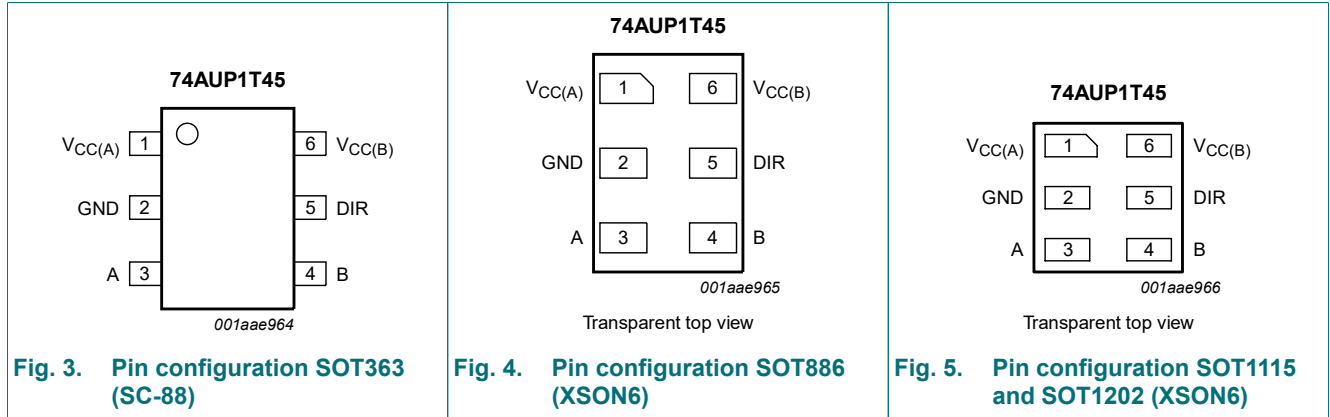 74AUP1T45
VCC(A) 1 6 VCC(B)
GND 2 5 DIR
A 3 4 B
001aae964
Fig. 3. Pin configuration SOT363
(SC-88)
74AUP1T45
VCC(A) 1 6 VCC(B)
GND 2 5 DIR
A 3 4 B
001aae965
Transparent top view
Fig. 4. Pin configuration SOT886
(XSON6)
74AUP1T45
VCC(A) 1 6 VCC(B)
GND 2 5 DIR
A 3 4 B
001aae966
Transparent top view
Fig. 5. Pin configuration SOT1115
and SOT1202 (XSON6)